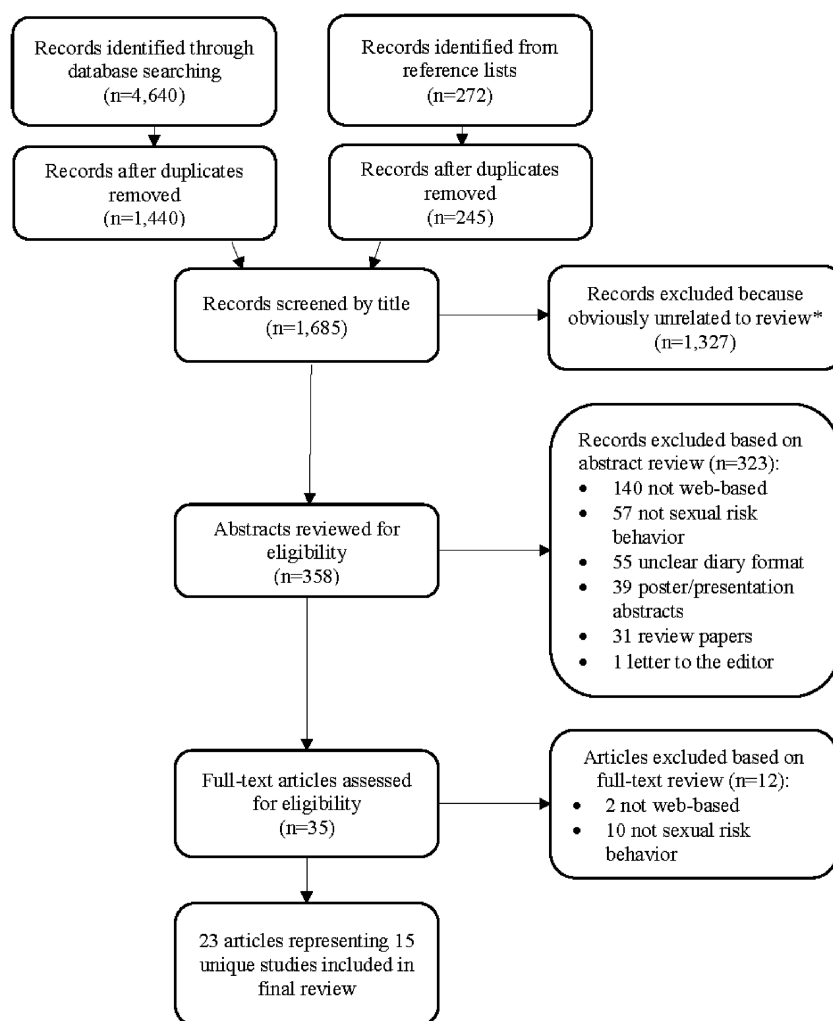 Records identified through
database searching
(n=4,640)
Records identified from
reference lists
(n=272)
Records after duplicates
removed
(n=1,440)
Records after duplicates
removed
(n=245)
Records screened by title
(n=1,685)
Records excluded because
obviously unrelated to review*
(n=1,327)
Records excluded based on
abstract review (n=323):
• 140 not web-based
• 57 not sexual risk
behavior
• 55 unclear diary format
• 39 poster/presentation
abstracts
• 31 review papers
• 1 letter to the editor
Abstracts reviewed for
eligibility
(n=358)
Articles excluded based on
full-text review (n=12):
• 2 not web-based
• 10 not sexual risk
behavior
Full-text articles assessed
for eligibility
(n=35)
23 articles representing 15
unique studies included in
final review